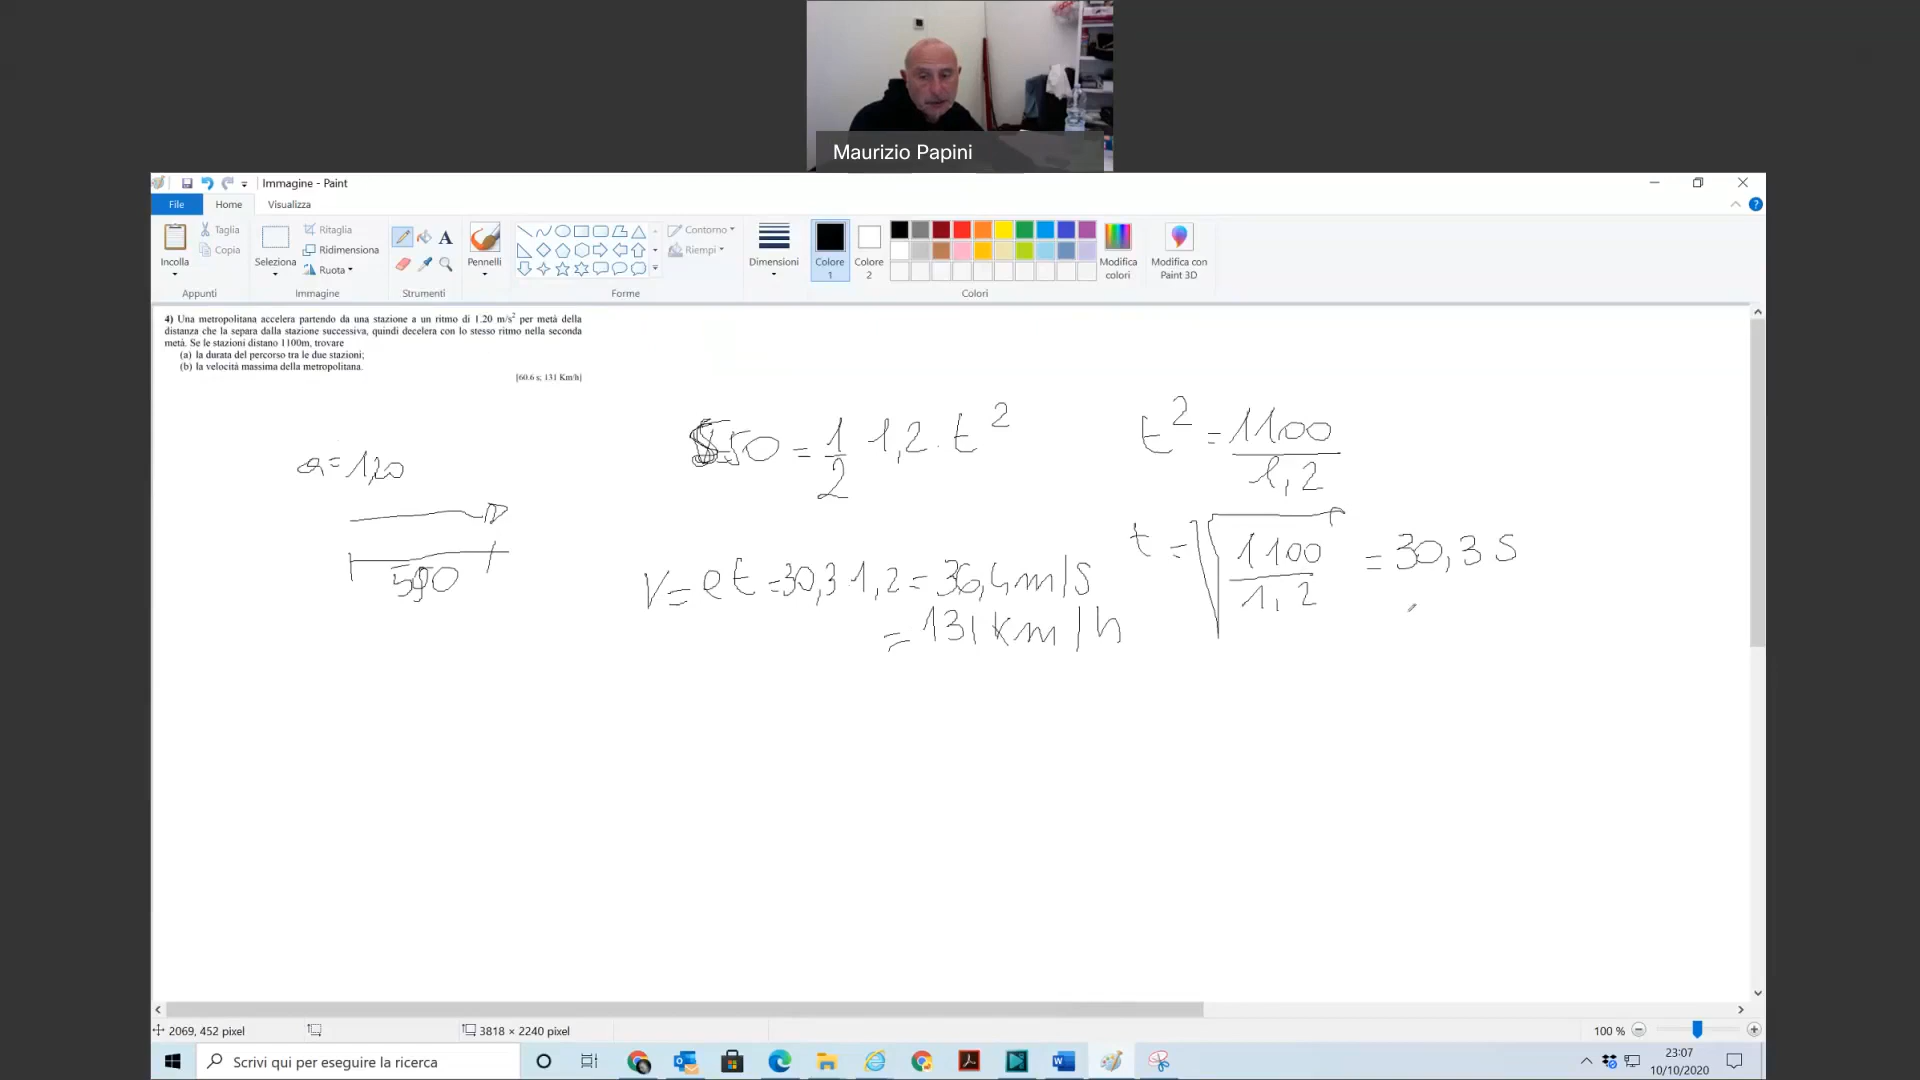 Maurizio Papini
Immagine - Paint
File Home Visualizza
Incolla
Taglia
Copia
Appunti
Seleziona
Ritaglia
Ridimensiona
Ruota
Immagine
Strumenti
Pennelli
Forme
Contorno
Riempi
Dimensioni
Colore 1
Colore 2
Colori
Modifica colori
Modifica con Paint 3D
4) Una metropolitana accelera partendo da una stazione a un ritmo di 1.20 m/s² per metà della
distanza che la separa dalla stazione successiva, quindi decelera con lo stesso ritmo nella seconda
metà. Se le stazioni distano 1100m, trovare
(a) la durata del percorso tra le due stazioni;
(b) la velocità massima della metropolitana.
[60.6 s; 131 Km/h]
a = 1,20
550 = 1/2 1,2 · t²
t² = 1100/1,2
t = √1100/1,2 = 30,3 s
V = at = 30,3 1,2 = 36,4 m/s
= 131 km/h
2069, 452 pixel
3818 × 2240 pixel
100 %
Scrivi qui per eseguire la ricerca
23:07
10/10/2020